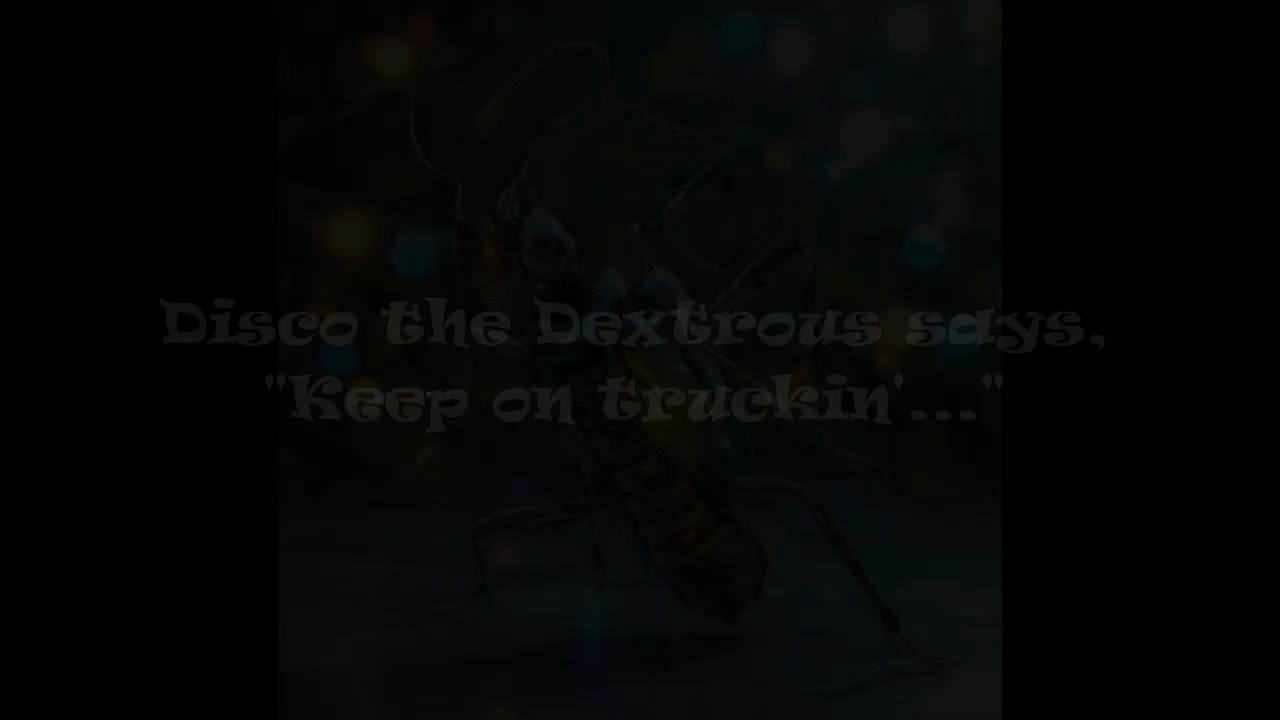 Disco the Dextrous says,
"Keep on truckin'..."